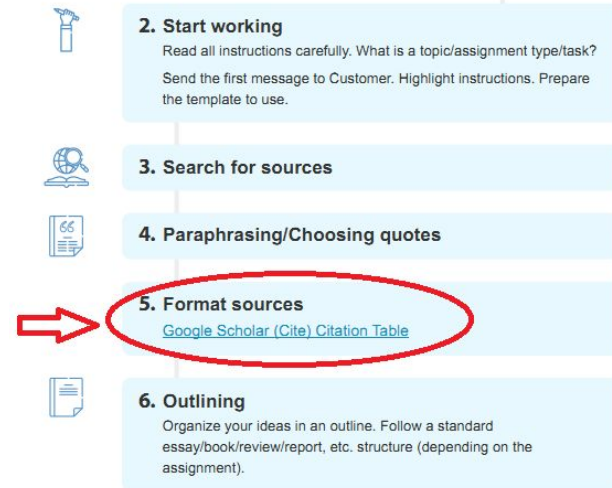 2. Start working
Read all instructions carefully. What is a topic/assignment type/task?
Send the first message to Customer. Highlight instructions. Prepare
the template to use.
3. Search for sources
4. Paraphrasing/Choosing quotes
5. Format sources
Google Scholar (Cite) Citation Table
6. Outlining
Organize your ideas in an outline. Follow a standard
essay/book/review/report, etc. structure (depending on the
assignment).